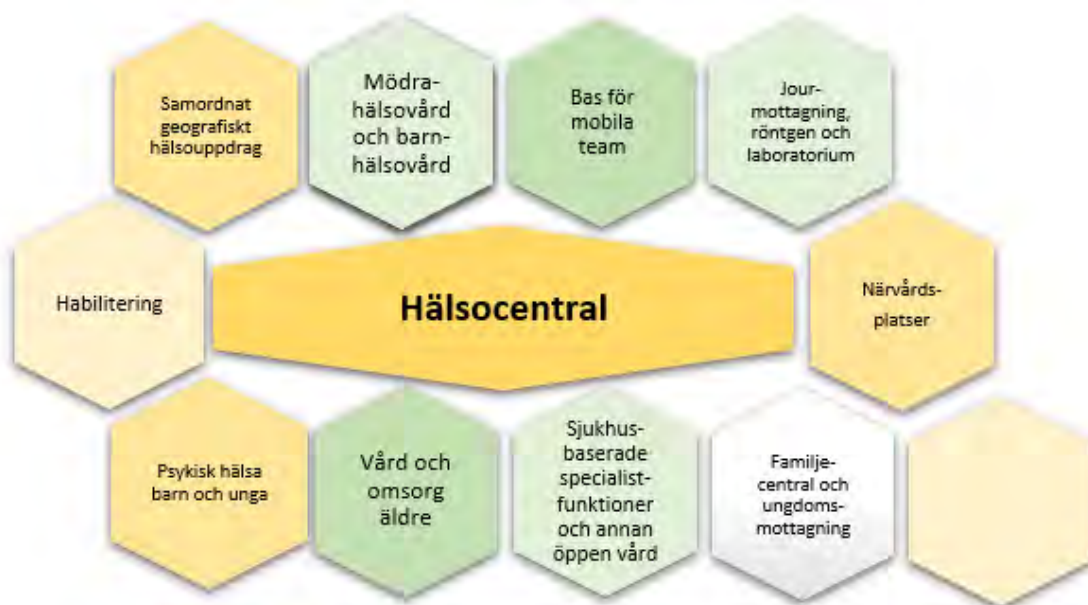 Samordnat
geografiskt
hälsouppdrag
Mödra-
hälsovård
och barn-
hälsovård
Bas för
mobila
team
Jour-
mottagning,
röntgen och
laboratorium
Habilitering
Hälsocentral
Närvårds-
platser
Psykisk hälsa
barn och unga
Vård och
omsorg
äldre
Sjukhus-
baserade
specialist-
funktioner
och annan
öppen vård
Familje-
central och
ungdoms-
mottagning